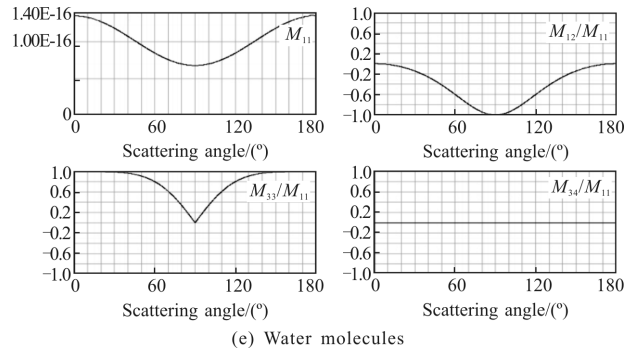 1.40E-16
1.00E-16
0
M11
0 60 120 180
Scattering angle/(º)
1.0
0.6
0.2
−0.2
−0.6
−1.0
M12/M11
0 60 120 180
Scattering angle/(º)
1.0
0.6
0.2
−0.2
−0.6
−1.0
M33/M11
0 60 120 180
Scattering angle/(º)
1.0
0.6
0.2
−0.2
−0.6
−1.0
M34/M11
0 60 120 180
Scattering angle/(º)
(e) Water molecules